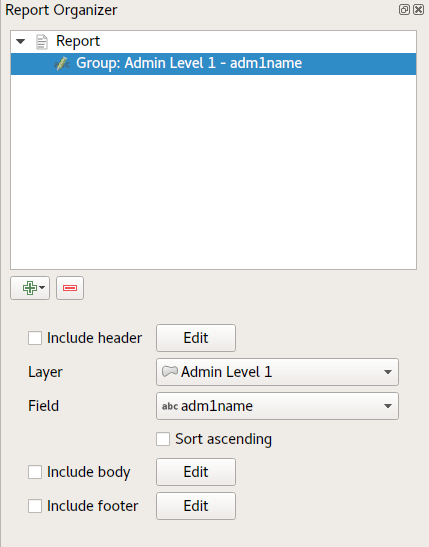 Report Organizer
Report
Group: Admin Level 1 - adm1name
Include header Edit
Layer Admin Level 1
Field abc adm1name
Sort ascending
Include body Edit
Include footer Edit